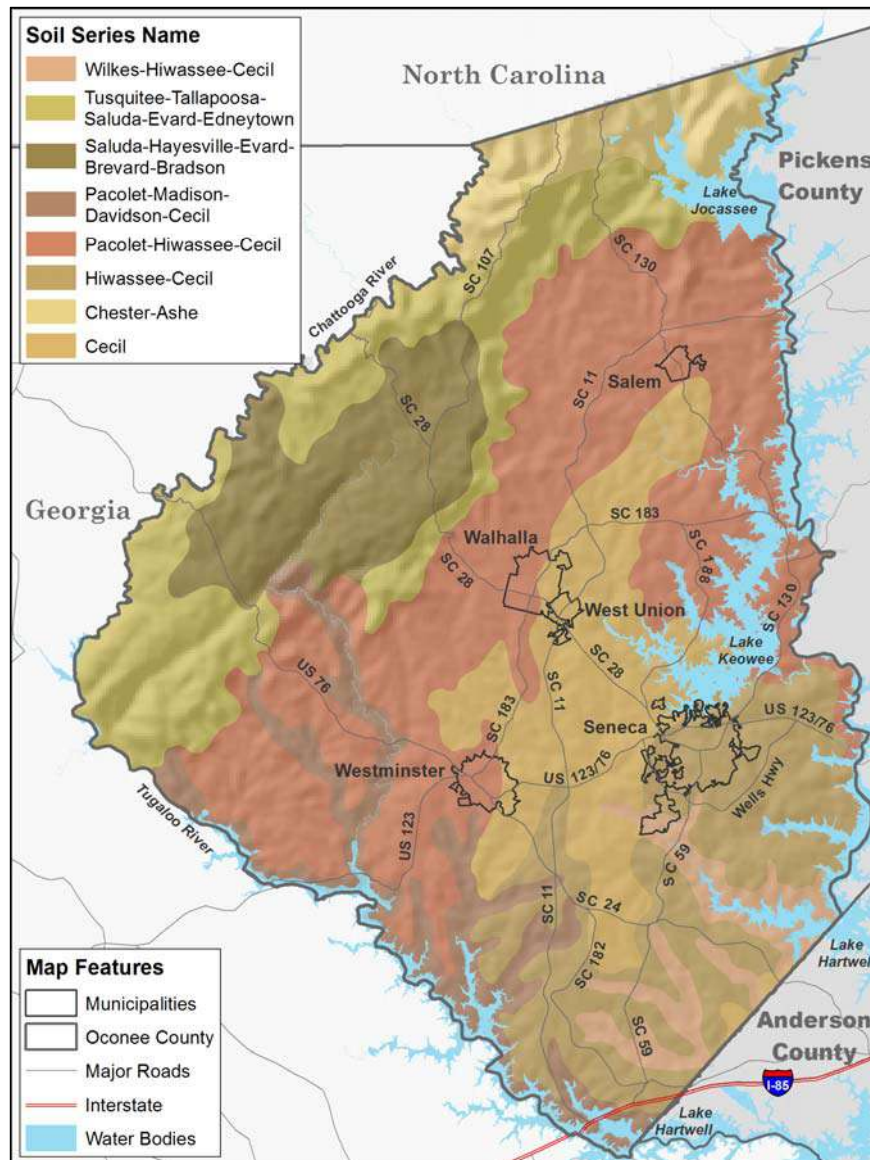 Soil Series Name
Wilkes-Hiwassee-Cecil
Tusquitee-Tallapoosa-
Saluda-Evard-Edneytown
Saluda-Hayesville-Evard-
Brevard-Bradson
Pacolet-Madison-
Davidson-Cecil
Pacolet-Hiwassee-Cecil
Hiwassee-Cecil
Chester-Ashe
Cecil
North Carolina
Pickens
County
Lake
Jocassee
SC 107
SC 130
Chattooga River
Salem
SC 11
SC 28
Georgia
SC 183
Walhalla
SC 188
SC 28
SC 130
West Union
Lake
Keowee
SC 28
US 76
SC 11
SC 183
Seneca
US 123/76
Westminster
US 123/76
Wells Hwy
Tugaloo River
US 123
SC 59
SC 11
SC 24
SC 182
Lake
Hartwell
SC 59
Anderson
County
I-85
Lake
Hartwell
Map Features
Municipalities
Oconee County
Major Roads
Interstate
Water Bodies